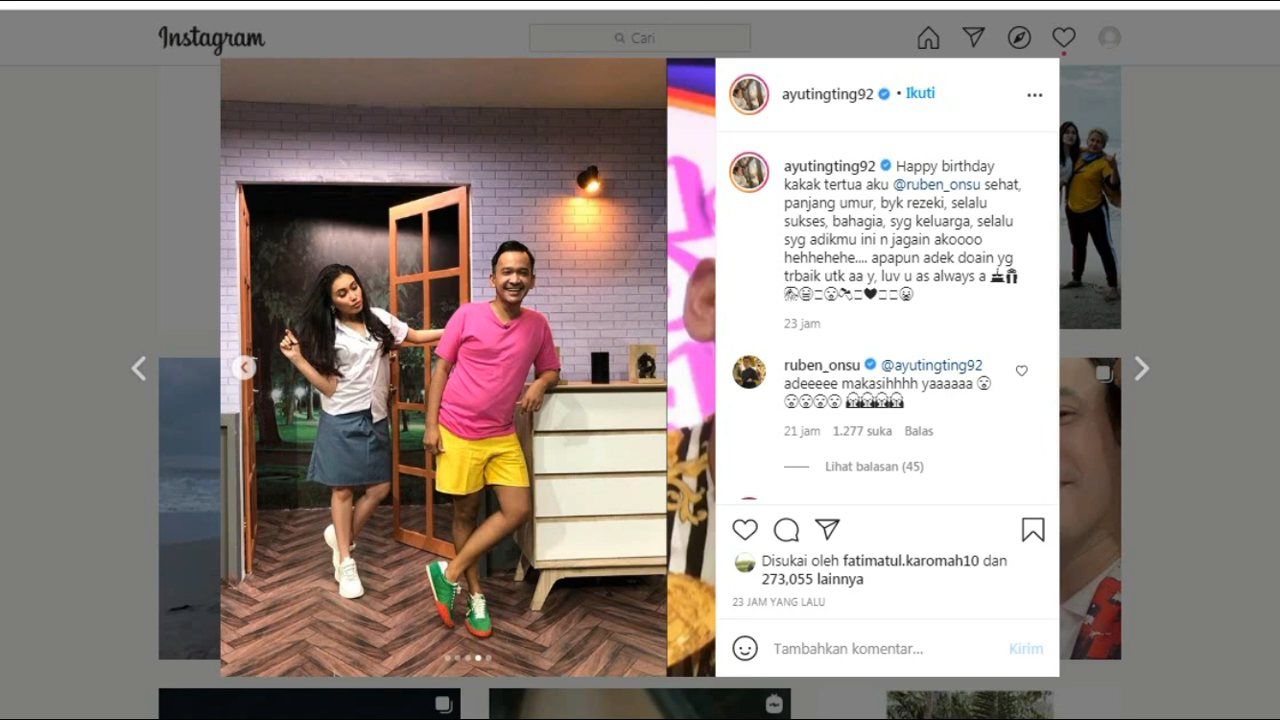 Instagram
Cari
ayutingting92 • Ikuti
ayutingting92 Happy birthday
kakak tertua aku @ruben_onsu sehat,
panjang umur, byk rezeki, selalu
sukses, bahagia, syg keluarga, selalu
syg adikmu ini n jagain akoooo
hehhehehe.... apapun adek doain yg
trbaik utk aa y, luv u as always a
23 jam
ruben_onsu @ayutingting92
adeeeee makasihhhh yaaaaaa
21 jam 1.277 suka Balas
Lihat balasan (45)
Disukai oleh fatimatul.karomah10 dan
273,055 lainnya
23 JAM YANG LALU
Tambahkan komentar... Kirim